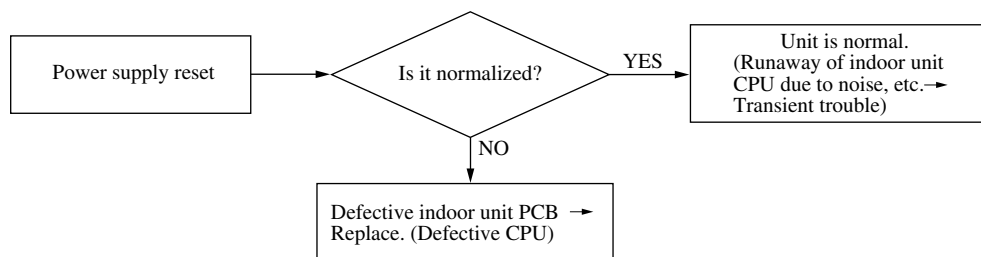 Power supply reset
Is it normalized?
YES
Unit is normal.
(Runaway of indoor unit
CPU due to noise, etc.→
Transient trouble)
NO
Defective indoor unit PCB →
Replace. (Defective CPU)